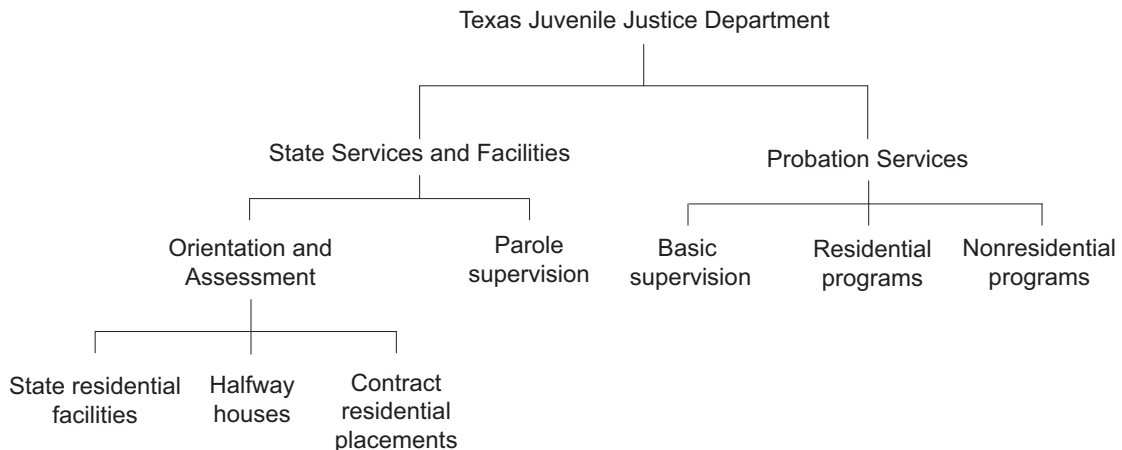 Texas Juvenile Justice Department
State Services and Facilities
Probation Services
Orientation and
Assessment
Parole
supervision
Basic
supervision
Residential
programs
Nonresidential
programs
State residential
facilities
Halfway
houses
Contract
residential
placements